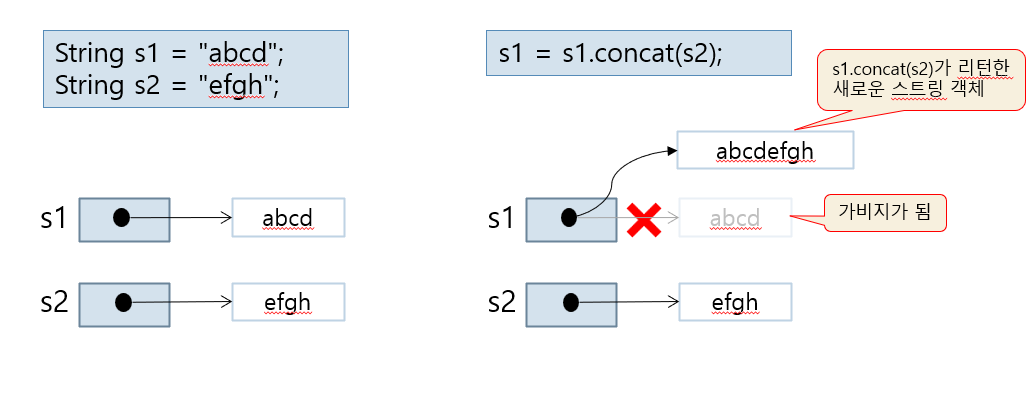 String s1 = "abcd";
String s2 = "efgh";
s1 = s1.concat(s2);
s1.concat(s2)가 리턴한
새로운 스트링 객체
abcdefgh
s1
abcd
s1
abcd
가비지가 됨
s2
efgh
s2
efgh